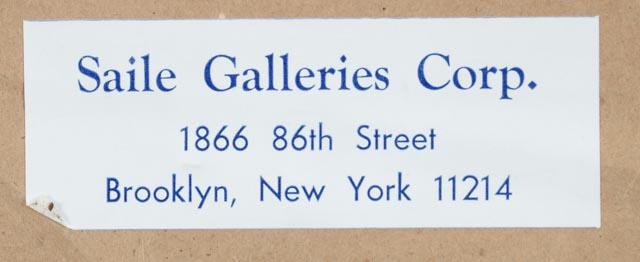 Saile Galleries Corp.
1866 86th Street
Brooklyn, New York 11214